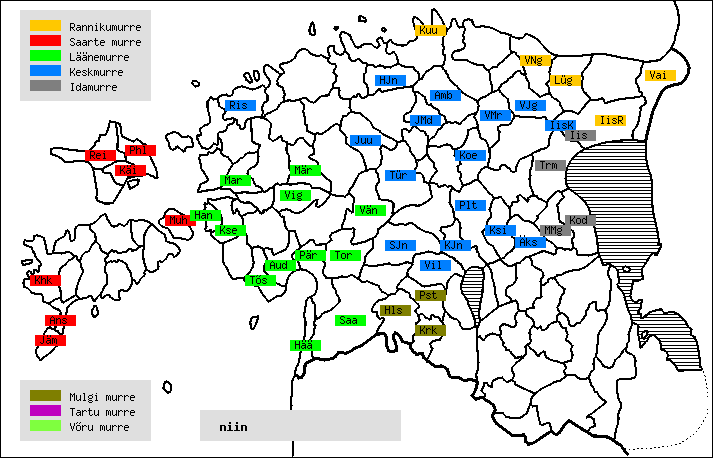 Rannikumurre
Saarte murre
Läänemurre
Keskmurre
Idamurre
Kuu
VNg
Lüg
Vai
HJn
Amb
Ris
JMd
VMr
VJg
IisK
IisR
Iis
Rei
Phl
Käi
Juu
Koe
Trm
Mar
Mär
Tür
Vig
Muh
Han
Kse
Vän
Plt
Kod
Ksi
MMg
Äks
SJn
KJn
Khk
Aud
Pär
Tor
Vil
Tõs
Pst
Hls
Ans
Saa
Krk
Jäm
Hää
Mulgi murre
Tartu murre
Võru murre
niin